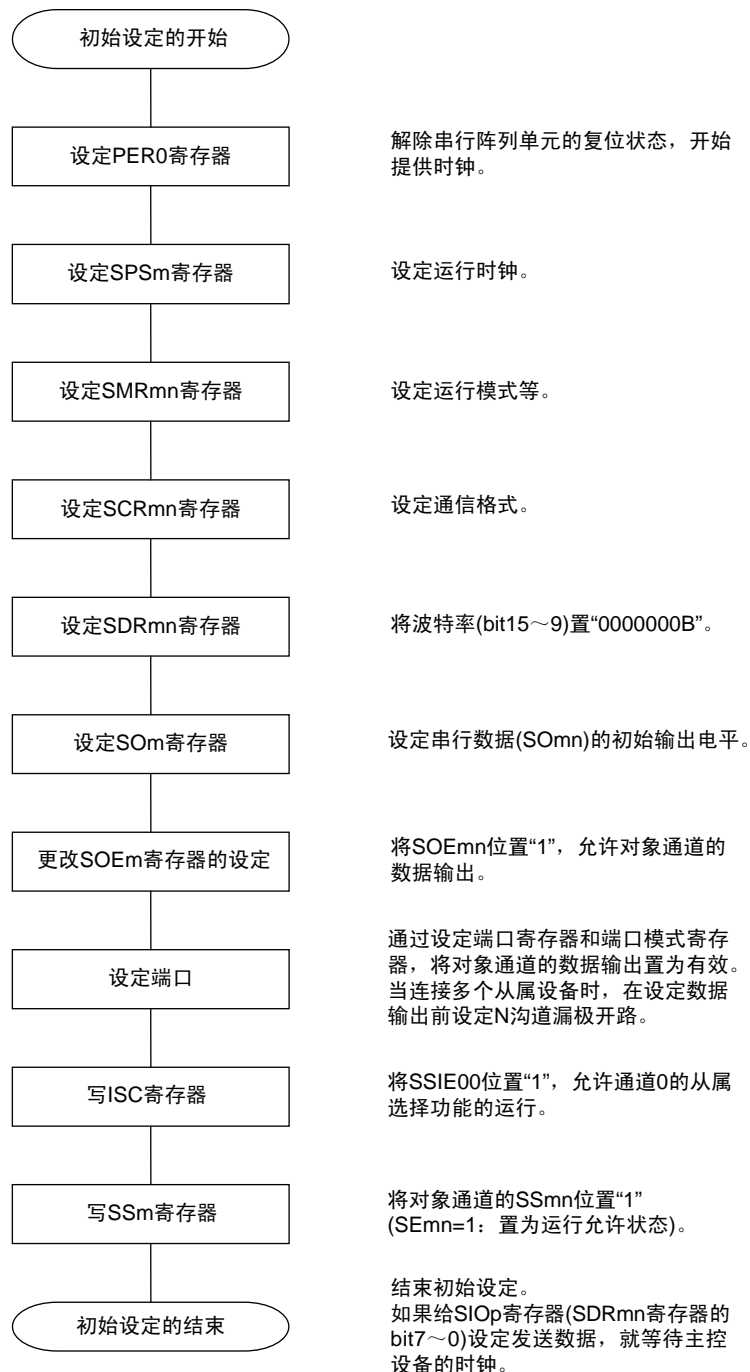 初始设定的开始
设定PER0寄存器
解除串行阵列单元的复位状态，开始
提供时钟。
设定SPSm寄存器
设定运行时钟。
设定SMRmn寄存器
设定运行模式等。
设定SCRmn寄存器
设定通信格式。
设定SDRmn寄存器
将波特率(bit15～9)置“0000000B”。
设定SOm寄存器
设定串行数据(SOmn)的初始输出电平。
更改SOEm寄存器的设定
将SOEmn位置“1”，允许对象通道的
数据输出。
设定端口
通过设定端口寄存器和端口模式寄存
器，将对象通道的数据输出置为有效。
当连接多个从属设备时，在设定数据
输出前设定N沟道漏极开路。
写ISC寄存器
将SSIE00位置“1”，允许通道0的从属
选择功能的运行。
写SSm寄存器
将对象通道的SSmn位置“1”
(SEmn=1：置为运行允许状态)。
初始设定的结束
结束初始设定。
如果给SIOp寄存器(SDRmn寄存器的
bit7～0)设定发送数据，就等待主控
设备的时钟。